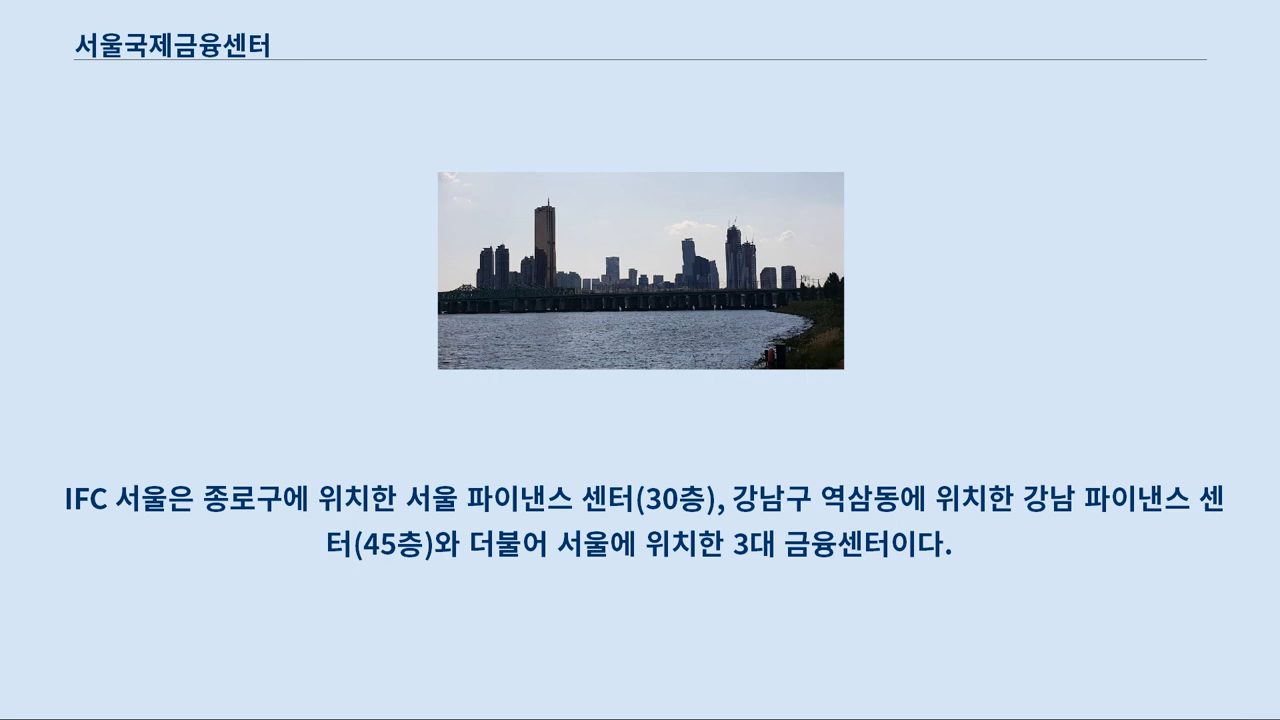 서울국제금융센터
IFC 서울은 종로구에 위치한 서울 파이낸스 센터(30층), 강남구 역삼동에 위치한 강남 파이낸스 센
터(45층)와 더불어 서울에 위치한 3대 금융센터이다.